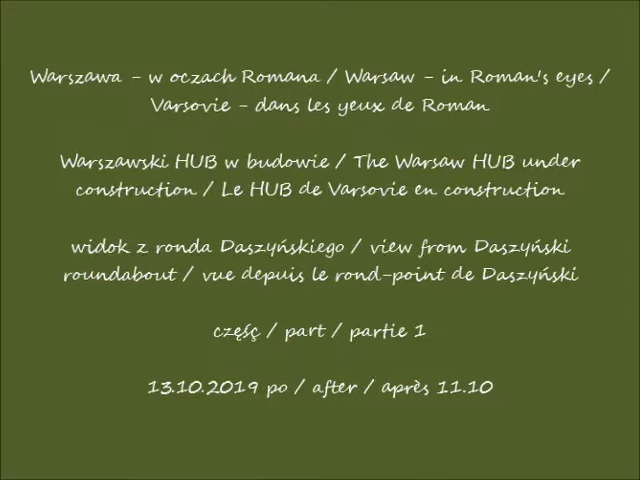 Warszawa - w oczach Romana / Warsaw - in Roman's eyes /
Varsovie - dans les yeux de Roman
Warszawski HUB w budowie / The Warsaw HUB under
construction / Le HUB de Varsovie en construction
widok z ronda Daszyńskiego / view from Daszyński
roundabout / vue depuis le rond-point de Daszyński
częśç / part / partie 1
13.10.2019 po / after / après 11.10